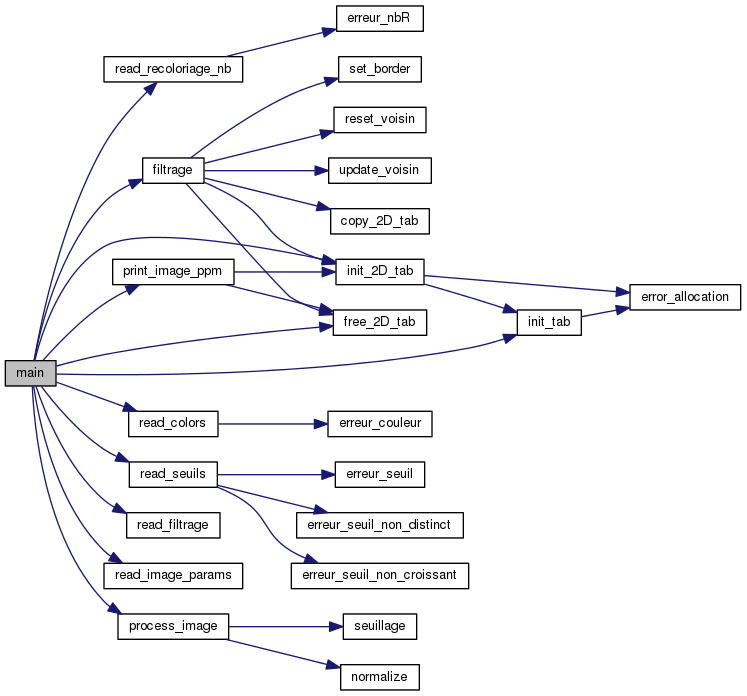 erreur_nbR
read_recoloriage_nb
set_border
reset_voisin
filtrage
update_voisin
copy_2D_tab
print_image_ppm
init_2D_tab
error_allocation
free_2D_tab
init_tab
main
read_colors
erreur_couleur
read_seuils
erreur_seuil
read_filtrage
erreur_seuil_non_distinct
read_image_params
erreur_seuil_non_croissant
process_image
seuillage
normalize